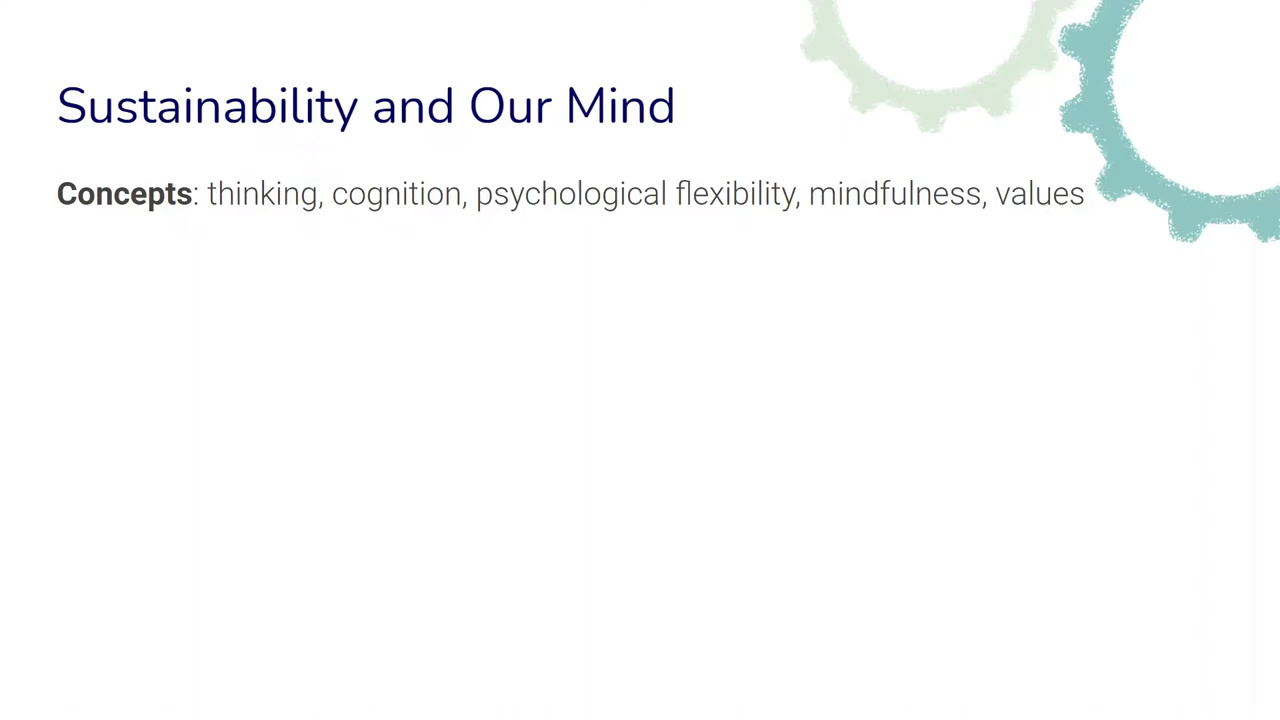 Sustainability and Our Mind
Concepts: thinking, cognition, psychological flexibility, mindfulness, values